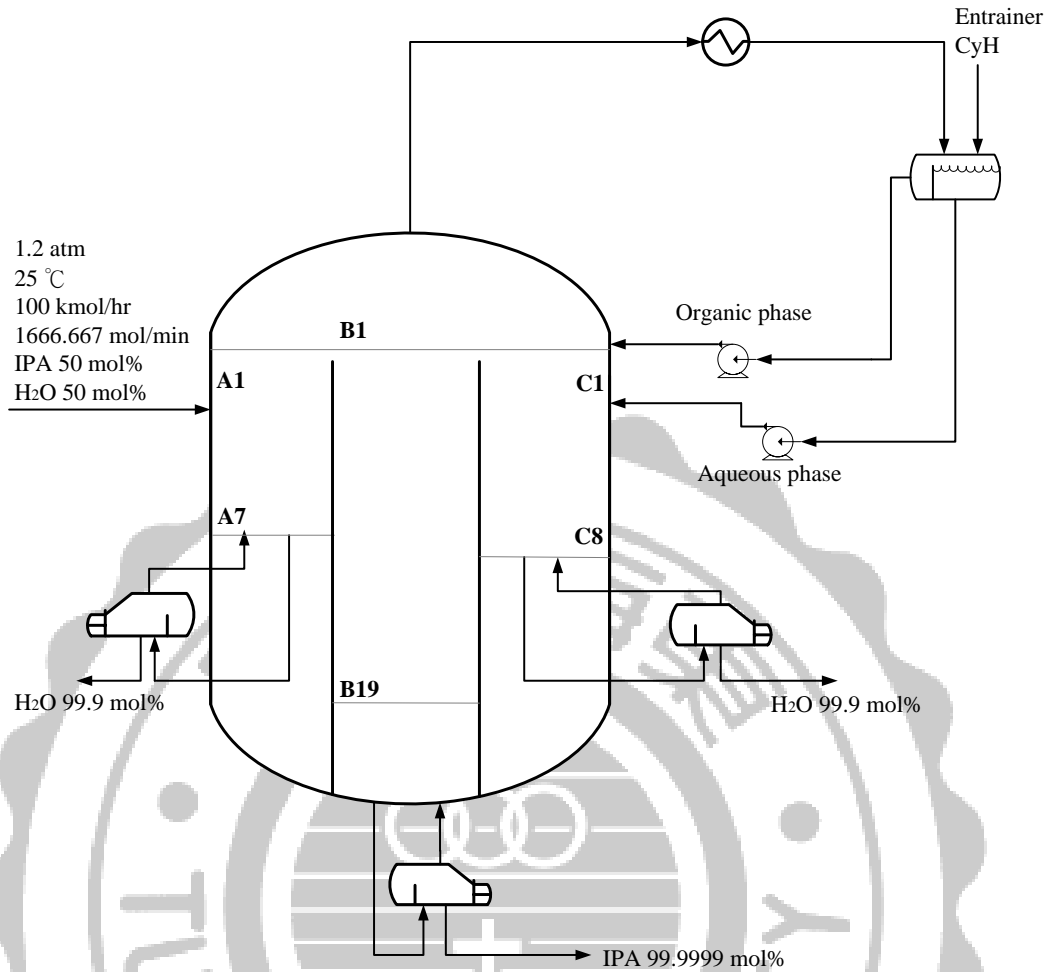 Entrainer
CyH
1.2 atm
25 ℃
100 kmol/hr
1666.667 mol/min
IPA 50 mol%
H2O 50 mol%
Organic phase
B1
A1
C1
Aqueous phase
A7
C8
H2O 99.9 mol%
B19
H2O 99.9 mol%
IPA 99.9999 mol%